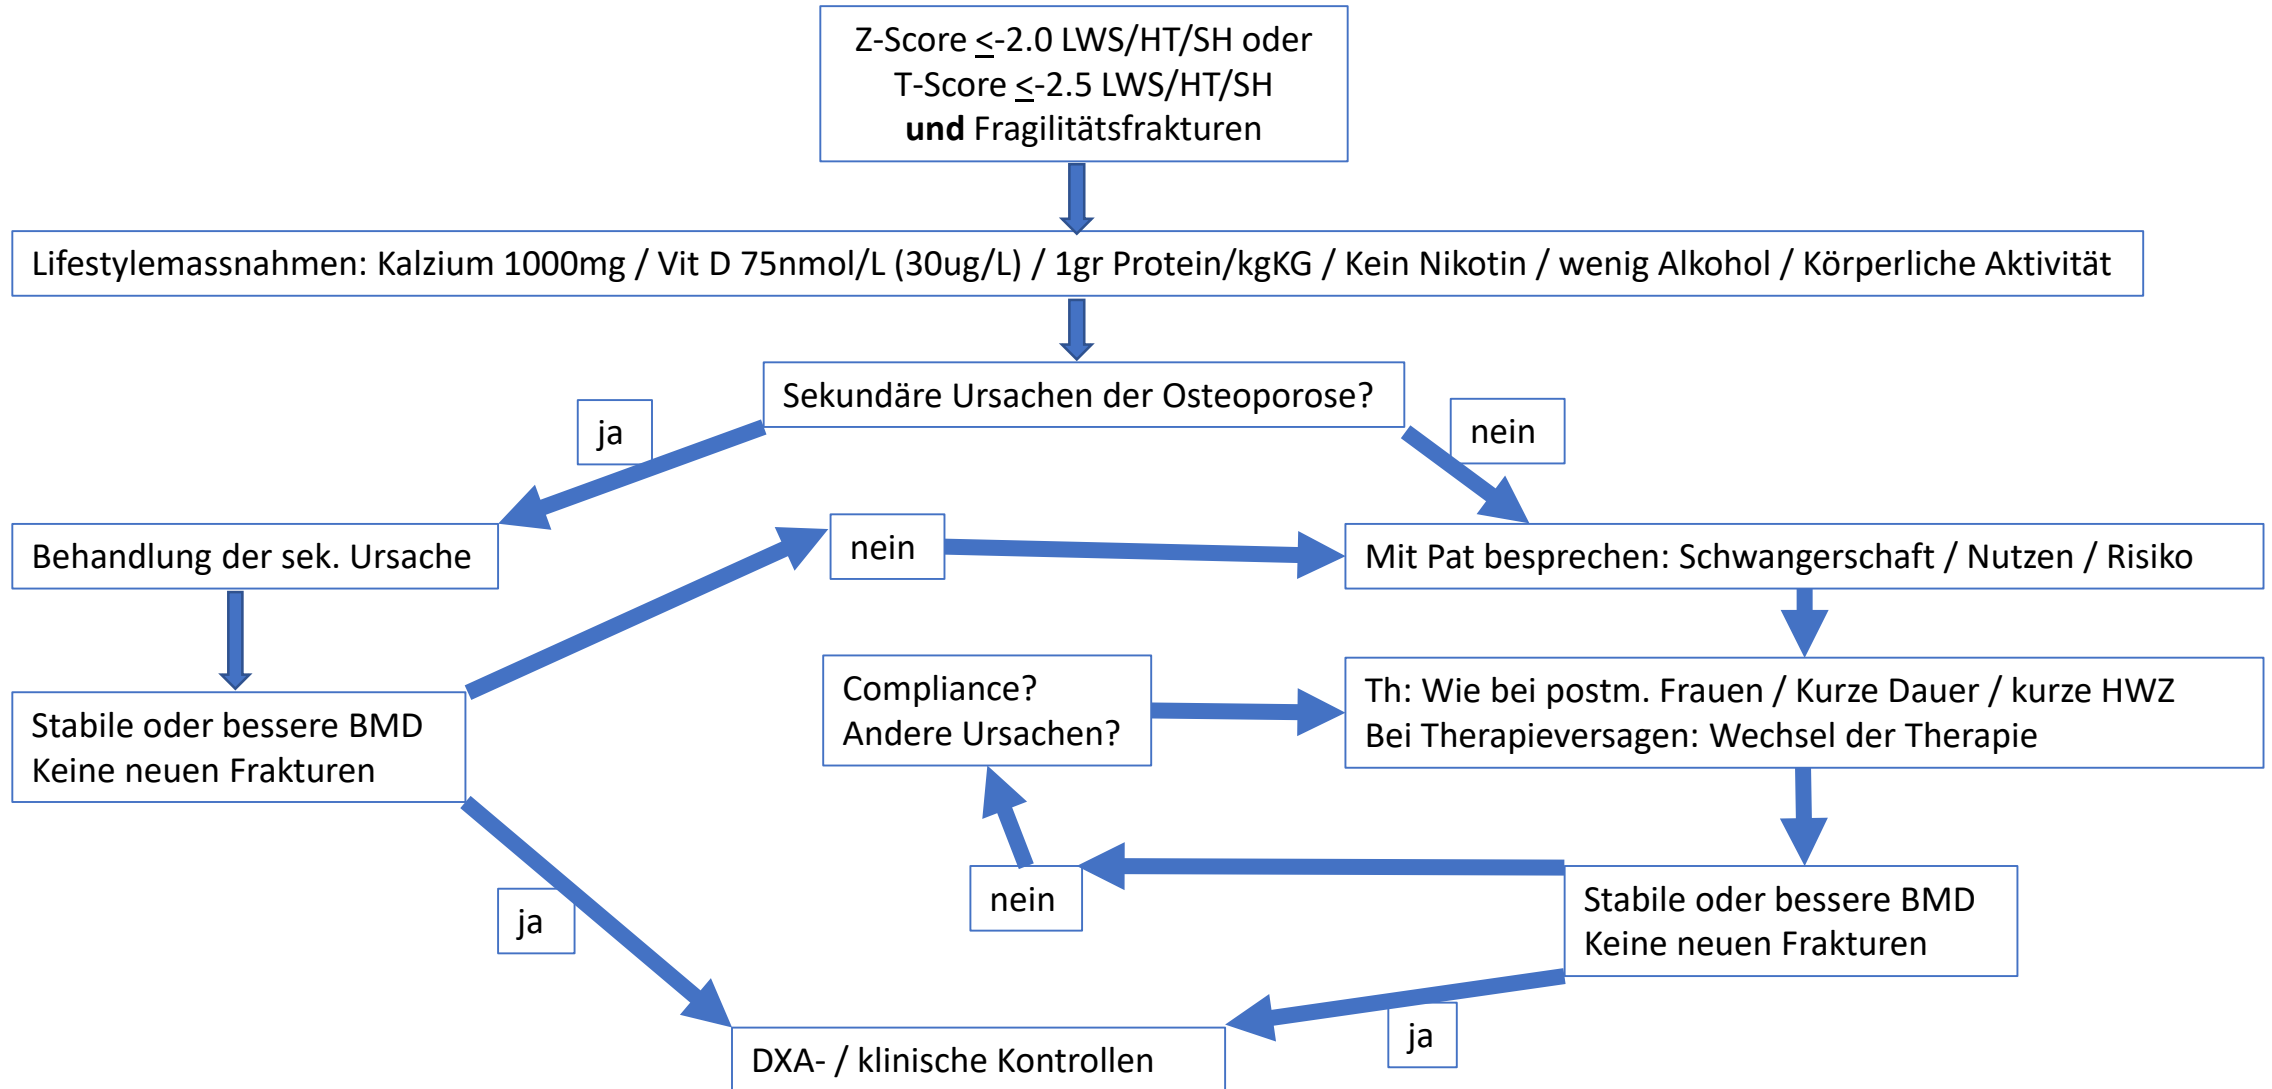 Z-Score ≤-2.0 LWS/HT/SH oder
T-Score ≤-2.5 LWS/HT/SH
und Fragilitätsfrakturen
Lifestylemassnahmen: Kalzium 1000mg / Vit D 75nmol/L (30ug/L) / 1gr Protein/kgKG / Kein Nikotin / wenig Alkohol / Körperliche Aktivität
Sekundäre Ursachen der Osteoporose?
ja
nein
Behandlung der sek. Ursache
nein
Mit Pat besprechen: Schwangerschaft / Nutzen / Risiko
Stabile oder bessere BMD
Keine neuen Frakturen
Compliance?
Andere Ursachen?
Th: Wie bei postm. Frauen / Kurze Dauer / kurze HWZ
Bei Therapieversagen: Wechsel der Therapie
ja
nein
Stabile oder bessere BMD
Keine neuen Frakturen
ja
DXA- / klinische Kontrollen